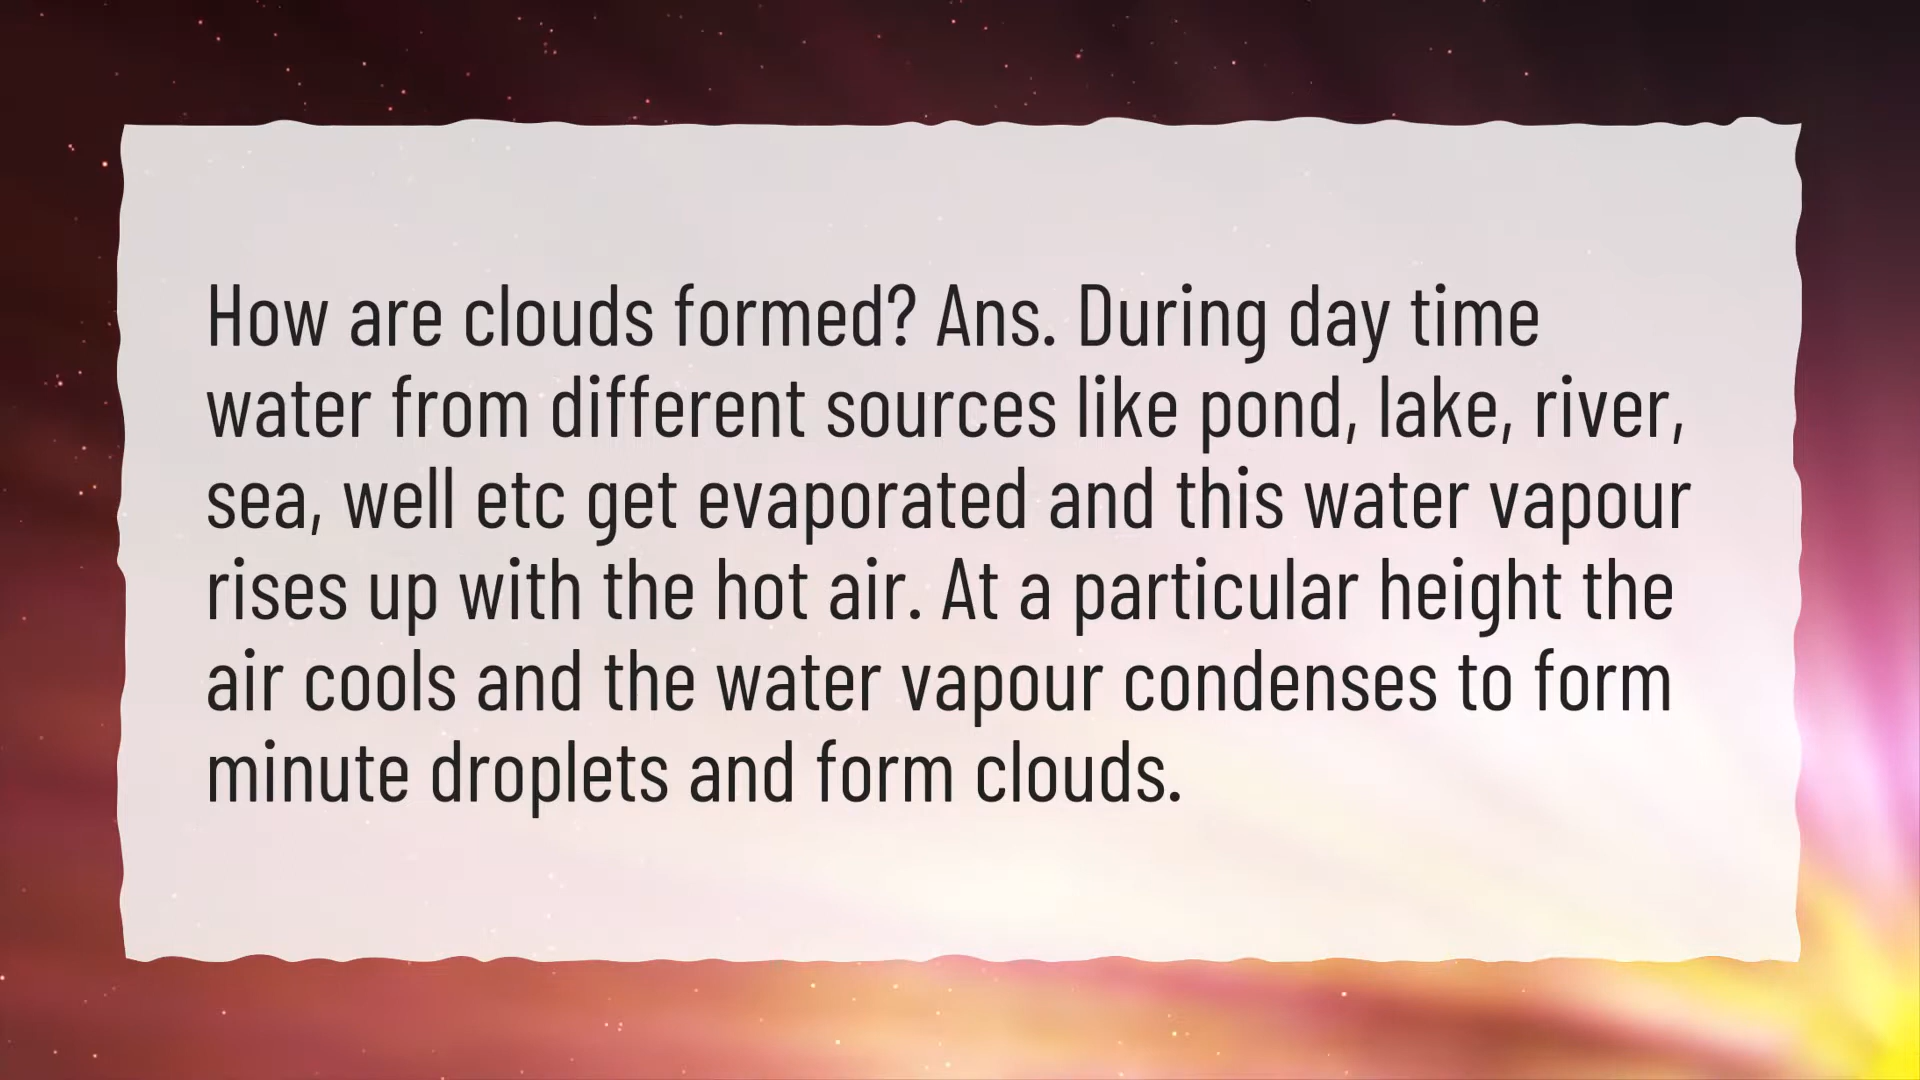 How are clouds formed? Ans. During day time
water from different sources like pond, lake, river,
sea, well etc get evaporated and this water vapour
rises up with the hot air. At a particular height the
air cools and the water vapour condenses to form
minute droplets and form clouds.